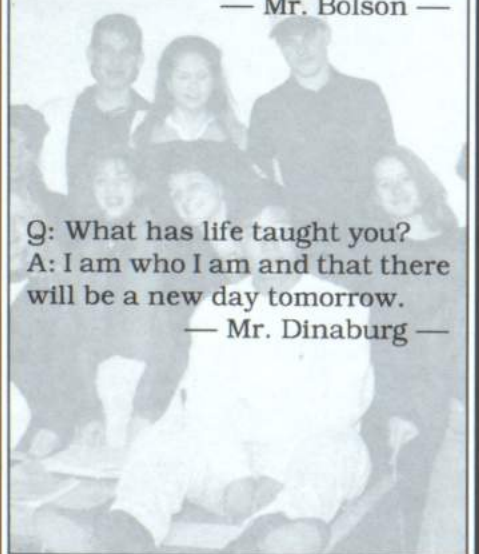 — Mr. Bolson —
Q: What has life taught you?
A: I am who I am and that there
will be a new day tomorrow.
— Mr. Dinaburg —